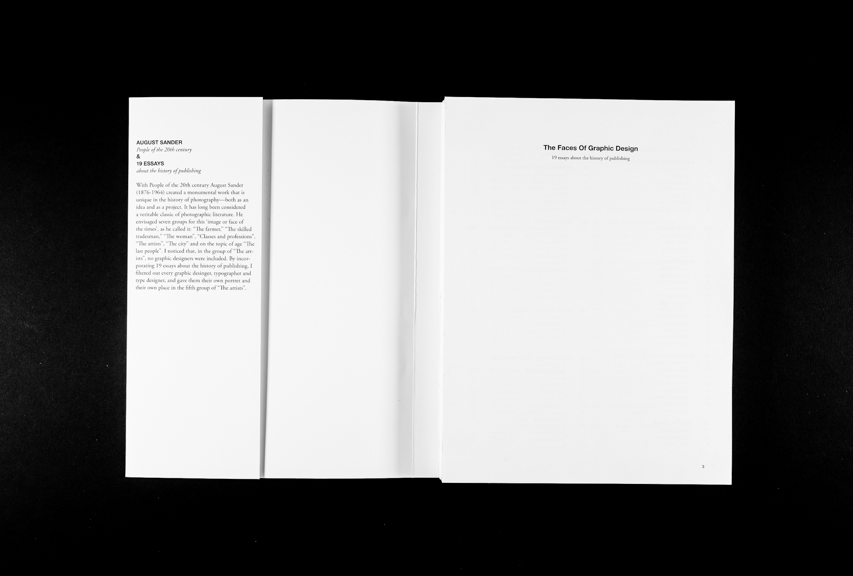 AUGUST SANDER
People of the 20th century
&
19 ESSAYS
about the history of publishing
With People of the 20th century August Sander
(1876-1964) created a monumental work that is
unique in the history of photography—both as an
idea and as a project. It has long been considered
a veritable classic of photographic literature. He
envisaged seven groups for this 'image or face of
the times', as he called it: "The farmer," "The skilled
tradesman," "The woman". "Classes and professions".
"The artists". "The city" and on the topic of age "The
last people". I noticed that, in the group of "The art-
ists", no graphic designers were included. By incor-
porating 19 essays about the history of publishing, I
filtered out every graphic desinger, typographer and
type designer, and gave them their own portret and
their own place in the fifth group of "The artists".
The Faces Of Graphic Design
19 essays about the history of publishing
3